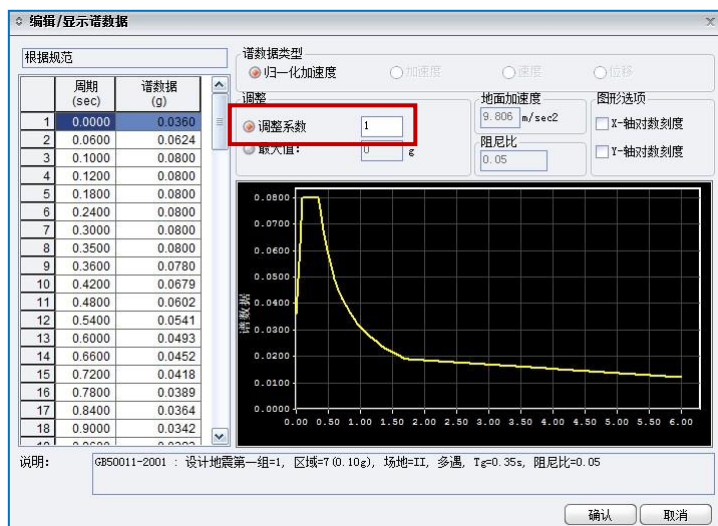 编辑/显示谱数据
根据规范
周期 谱数据
(sec) (g)
1 0.0000 0.0360
2 0.0600 0.0624
3 0.1000 0.0800
4 0.1200 0.0800
5 0.1800 0.0800
6 0.2400 0.0800
7 0.3000 0.0800
8 0.3500 0.0800
9 0.3600 0.0780
10 0.4200 0.0679
11 0.4800 0.0602
12 0.5400 0.0541
13 0.6000 0.0493
14 0.6600 0.0452
15 0.7200 0.0418
16 0.7800 0.0389
17 0.8400 0.0364
18 0.9000 0.0342
谱数据类型
归一化加速度 加速度 速度 位移
调整
调整系数 1
最大值: 0 g
地面加速度
9.806 m/sec2
阻尼比
0.05
图形选项
X-轴对数刻度
Y-轴对数刻度
谱数据
0.0800
0.0700
0.0600
0.0500
0.0400
0.0300
0.0200
0.0100
0.0000
0.00 0.50 1.00 1.50 2.00 2.50 3.00 3.50 4.00 4.50 5.00 5.50 6.00
说明: GB50011-2001 : 设计地震第一组=1, 区域=7(0.10g), 场地=II, 多遇, Tg=0.35s, 阻尼比=0.05
确认 取消